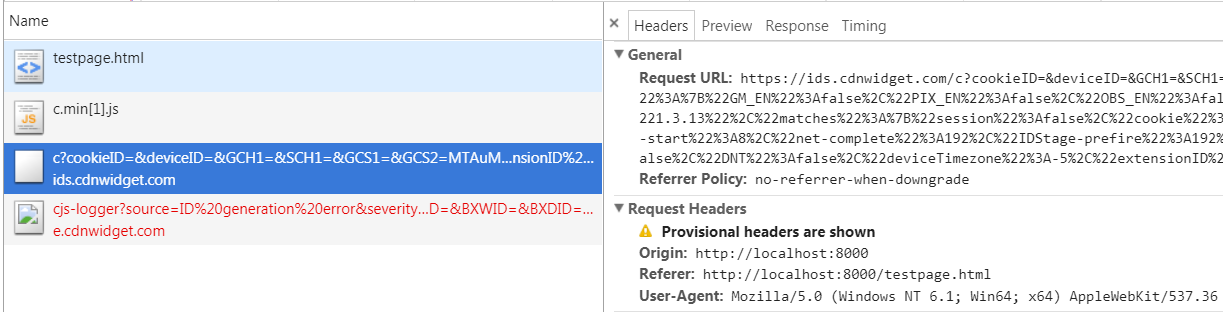 Name
testpage.html
c.min[1].js
c?cookieID=&deviceID=&GCH1=&SCH1=&GCS1=&GCS2=MTAuM…nsionID%2…
ids.cdnwidget.com
cjs-logger?source=ID%20generation%20error&severity…D=&BXWID=&BXDID=…
e.cdnwidget.com
× Headers Preview Response Timing
▼ General
Request URL: https://ids.cdnwidget.com/c?cookieID=&deviceID=&GCH1=&SCH1=
22%3A%7B%22GM_EN%22%3Afalse%2C%22PIX_EN%22%3Afalse%2C%22OBS_EN%22%3Afal
221.3.13%22%2C%22matches%22%3A%7B%22session%22%3Afalse%2C%22cookie%22%3
-start%22%3A8%2C%22net-complete%22%3A192%2C%22IDStage-prefire%22%3A192%
alse%2C%22DNT%22%3Afalse%2C%22deviceTimezone%22%3A-5%2C%22extensionID%2
Referrer Policy: no-referrer-when-downgrade
▼ Request Headers
Provisional headers are shown
Origin: http://localhost:8000
Referer: http://localhost:8000/testpage.html
User-Agent: Mozilla/5.0 (Windows NT 6.1; Win64; x64) AppleWebKit/537.36